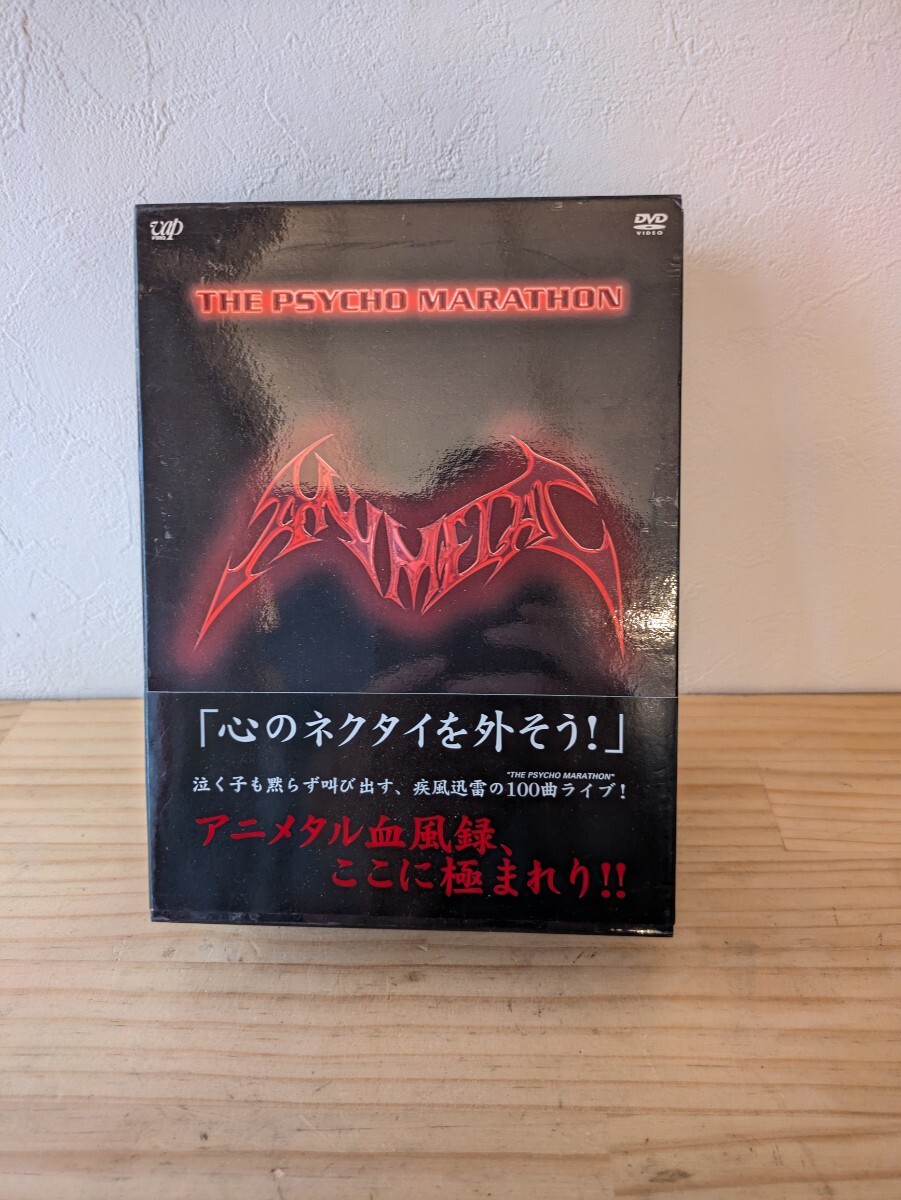 vap
VIDEO
DVD
VIDEO
THE PSYCHO MARATHON
ANIMETAL
「心のネクタイを外そう!」
"THE PSYCHO MARATHON"
泣く子も黙らず叫び出す、疾風迅雷の100曲ライブ!
アニメタル血風録、
ここに極まれり!!